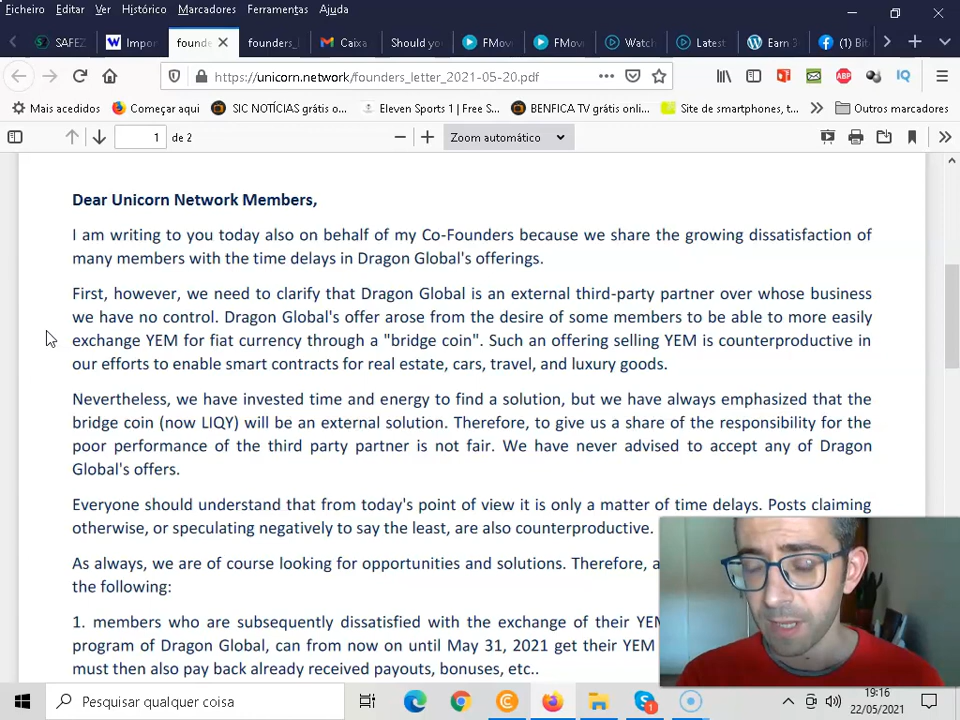 Ficheiro Editar Ver Histórico Marcadores Ferramentas Ajuda
SAFEZ Impor founde founders_ Caixa Should yo FMove FMove Watch Latest Earn 3 (1) Bit
https://unicorn.network/founders_letter_2021-05-20.pdf ABP IQ
Mais acedidos Começar aqui SIC NOTÍCIAS grátis o... Eleven Sports 1 | Free S... BENFICA TV grátis onli... Site de smartphones, t... Outros marcadores
1 de 2 Zoom automático
Dear Unicorn Network Members,
I am writing to you today also on behalf of my Co-Founders because we share the growing dissatisfaction of
many members with the time delays in Dragon Global's offerings.
First, however, we need to clarify that Dragon Global is an external third-party partner over whose business
we have no control. Dragon Global's offer arose from the desire of some members to be able to more easily
exchange YEM for fiat currency through a "bridge coin". Such an offering selling YEM is counterproductive in
our efforts to enable smart contracts for real estate, cars, travel, and luxury goods.
Nevertheless, we have invested time and energy to find a solution, but we have always emphasized that the
bridge coin (now LIQY) will be an external solution. Therefore, to give us a share of the responsibility for the
poor performance of the third party partner is not fair. We have never advised to accept any of Dragon
Global's offers.
Everyone should understand that from today's point of view it is only a matter of time delays. Posts claiming
otherwise, or speculating negatively to say the least, are also counterproductive.
As always, we are of course looking for opportunities and solutions. Therefore, a
the following:
1. members who are subsequently dissatisfied with the exchange of their YEM
program of Dragon Global, can from now on until May 31, 2021 get their YEM
must then also pay back already received payouts, bonuses, etc..
Pesquisar qualquer coisa 1 19:16
22/05/2021